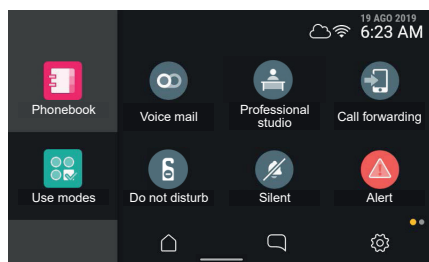 19 AGO 2019
6:23 AM
Phonebook
Voice mail
Professional
studio
Call forwarding
Use modes
Do not disturb
Silent
Alert